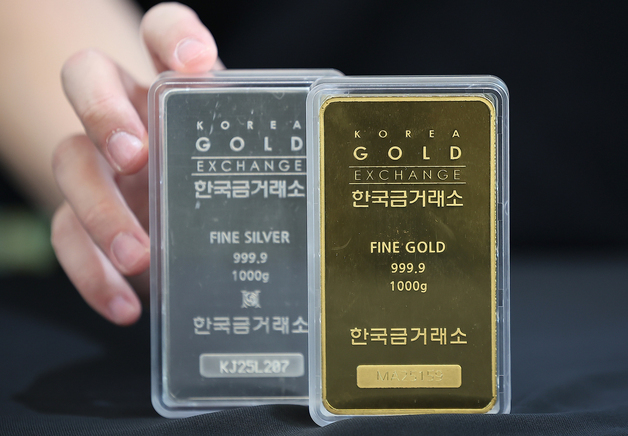 KOREA
GOLD
EXCHANGE
한국금거래소
FINE SILVER
999.9
1000g
한국금거래소
KJ25L207
KOREA
GOLD
EXCHANGE
한국금거래소
FINE GOLD
999.9
1000g
한국금거래소